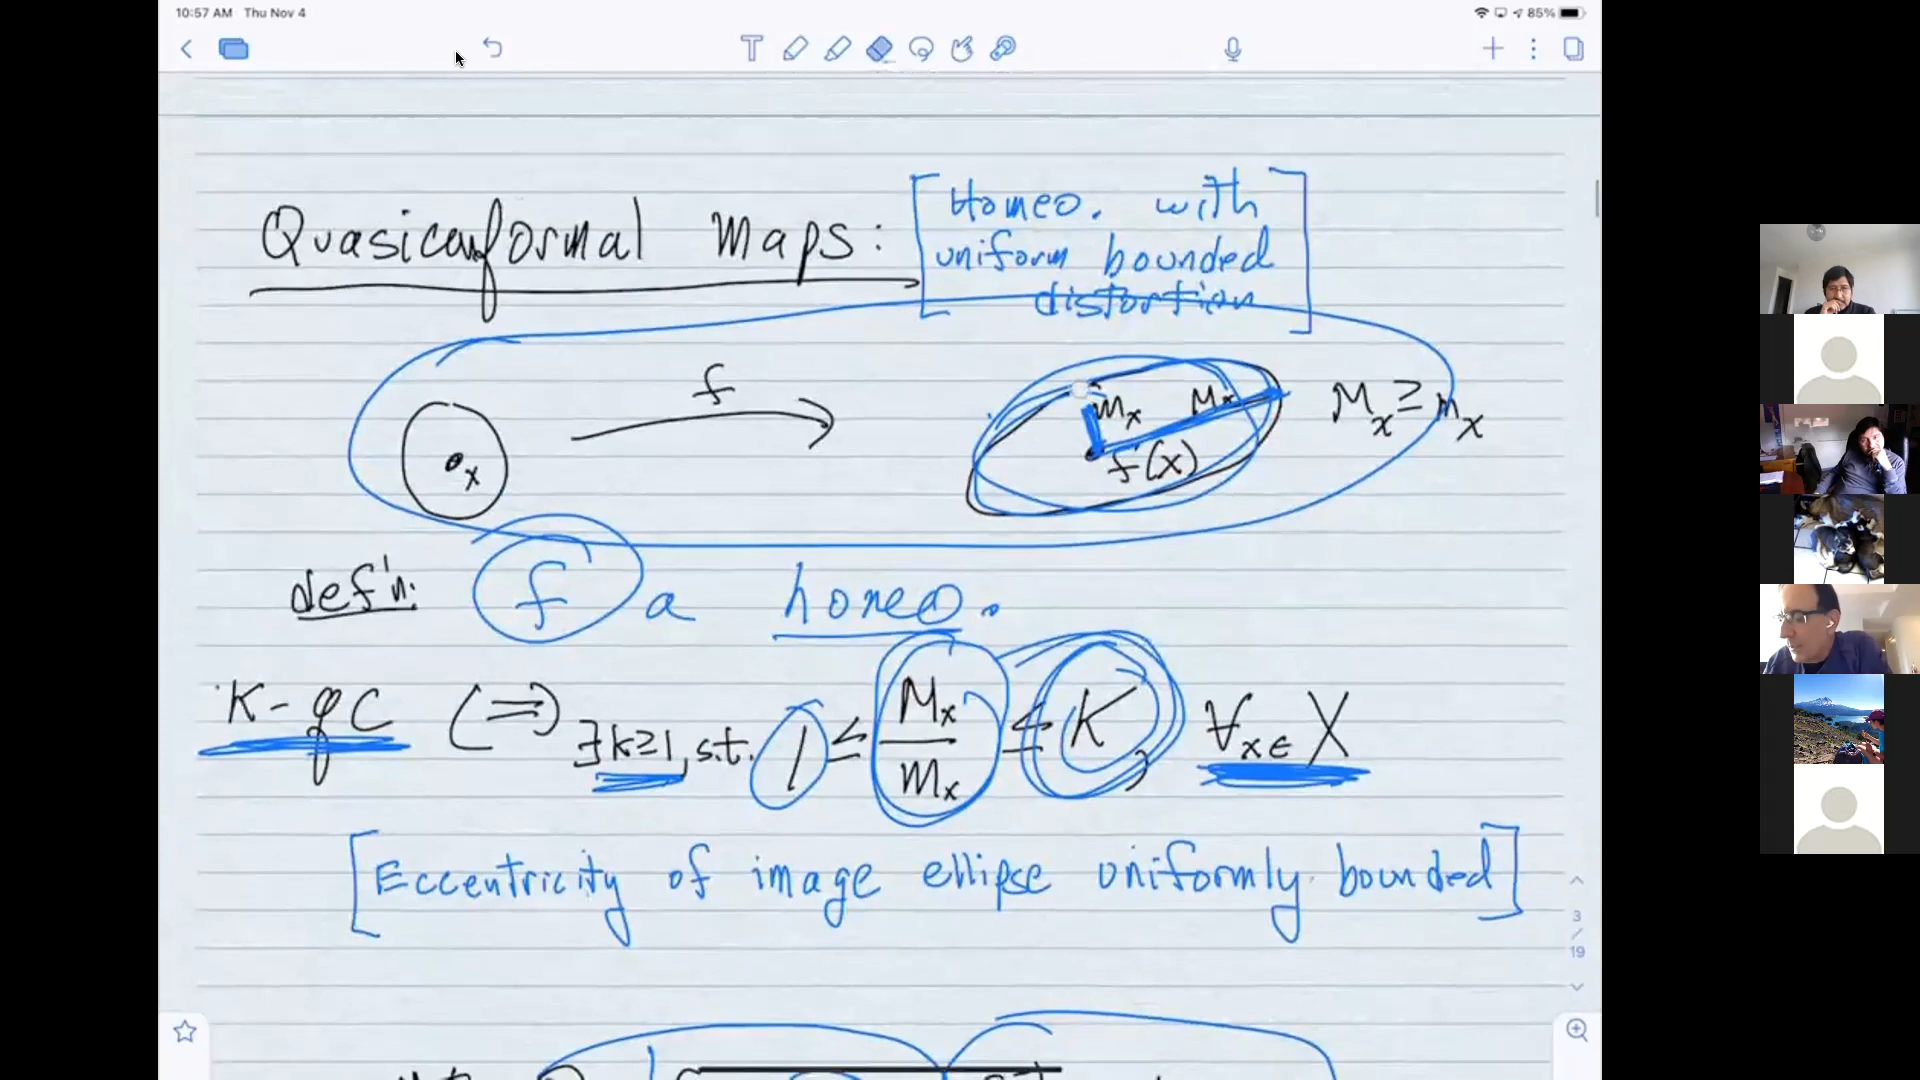 10:57 AM Thu Nov 4
85%
T
Quasiconformal Maps: [Homeo. with
uniform bounded
distortion]
f
x
m_x M_x
f(x)
M_x ≥ m_x
def'n: f a homeo.
K-qC ⟺ ∃ K≥1, s.t. 1 ≤ M_x/m_x ≤ K, ∀x∈X
[Eccentricity of image ellipse uniformly bounded]
3
/
19